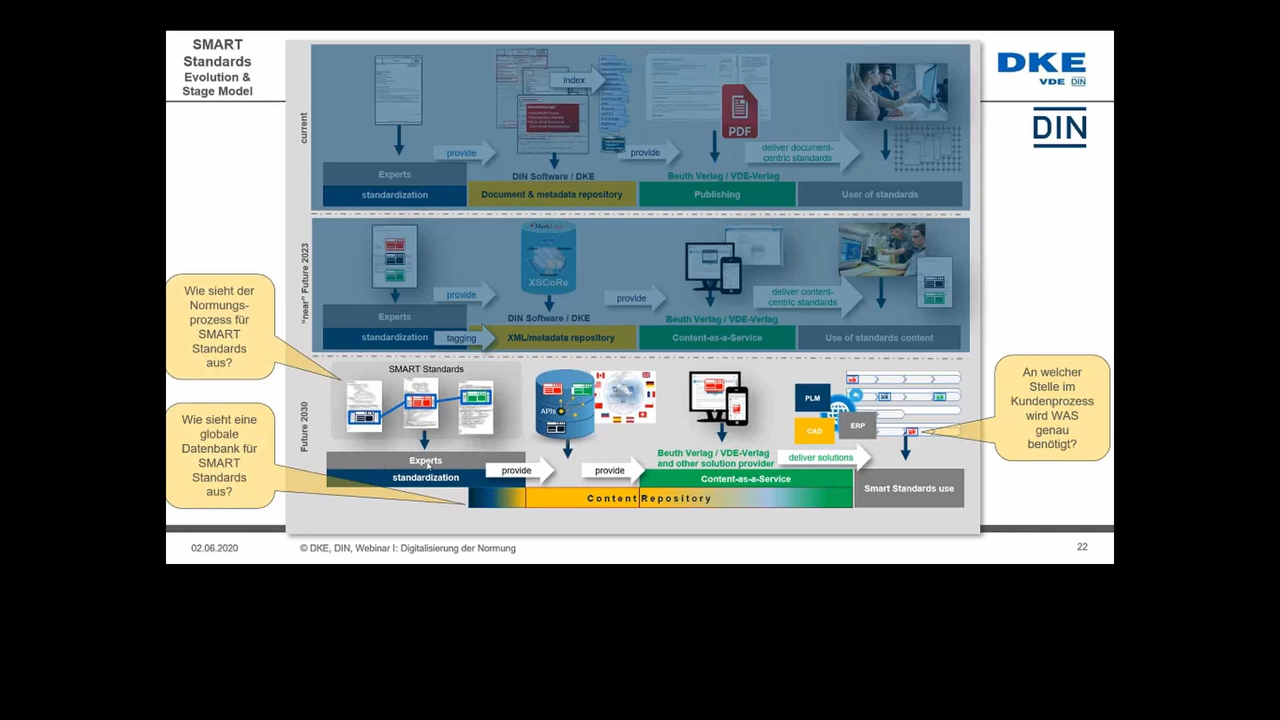 SMART
Standards
Evolution &
Stage Model
DKE
VDE DIN
DIN
current
index
PDF
provide
provide
deliver document-
centric standards
Experts
DIN Software / DKE
Beuth Verlag / VDE-Verlag
standardization
Document & metadata repository
Publishing
User of standards
"near" Future 2023
XSCoRe
provide
provide
deliver content-
centric standards
Experts
DIN Software / DKE
Beuth Verlag / VDE-Verlag
standardization
tagging
XML/metadata repository
Content-as-a-Service
Use of standards content
Wie sieht der
Normungs-
prozess für
SMART
Standards
aus?
Wie sieht eine
globale
Datenbank für
SMART
Standards
aus?
An welcher
Stelle im
Kundenprozess
wird WAS
genau
benötigt?
Future 2030
SMART Standards
APIs
PLM
CAD
ERP
Experts
standardization
provide
provide
Beuth Verlag / VDE-Verlag
and other solution provider
deliver solutions
Content-as-a-Service
Smart Standards use
Content Repository
02.06.2020
© DKE, DIN, Webinar I: Digitalisierung der Normung
22